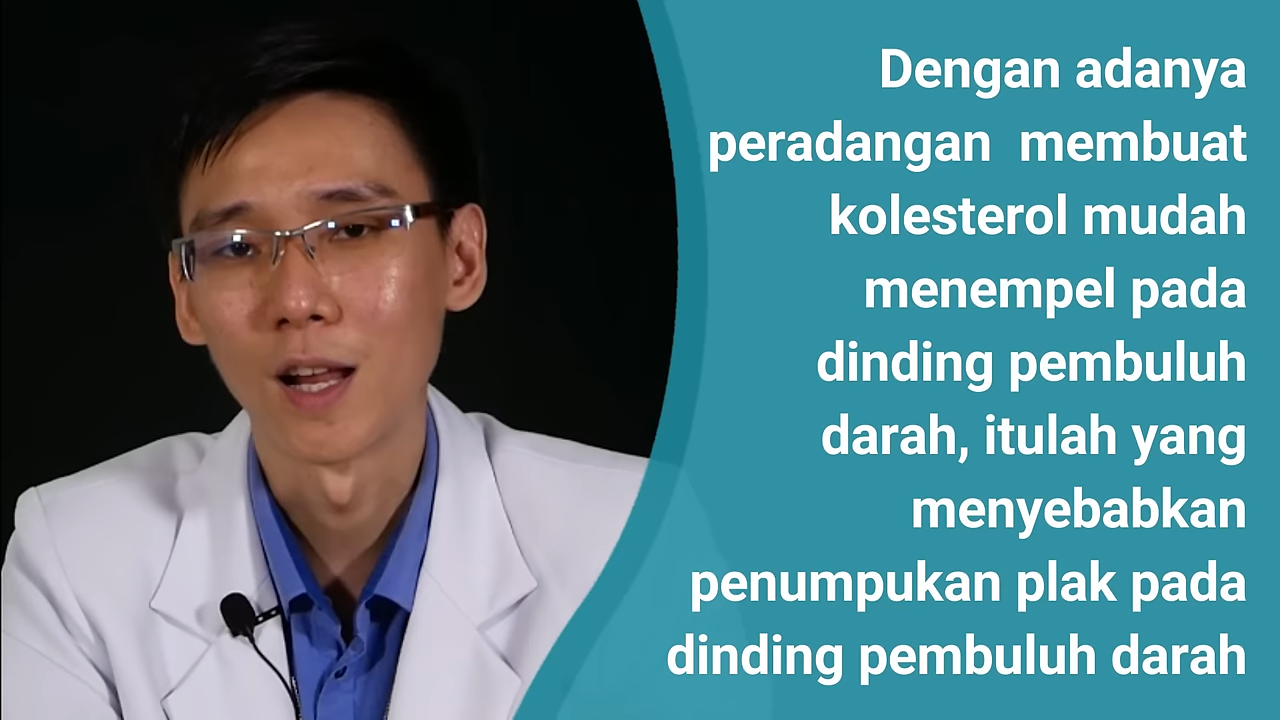 Dengan adanya
peradangan  membuat
kolesterol mudah
menempel pada
dinding pembuluh
darah, itulah yang
menyebabkan
penumpukan plak pada
dinding pembuluh darah